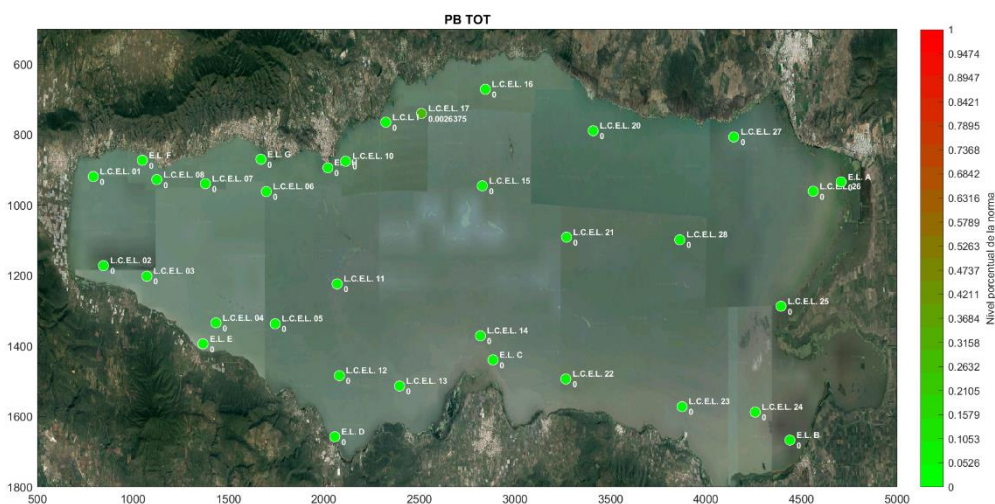 PB TOT
600
800
1000
1200
1400
1600
1800
500
1000
1500
2000
2500
3000
3500
4000
4500
5000
L.C.E.L. 16
0
L.C.E.L. 17
0.0026375
L.C.L.
0
L.C.E.L. 20
0
L.C.E.L. 27
0
E.L. F
0
E.L. G
0
L.C.E.L. 10
0
E.L. H
0
L.C.E.L. 01
0
L.C.E.L. 08
0
L.C.E.L. 07
0
L.C.E.L. 06
0
L.C.E.L. 15
0
E.L. A
0
L.C.E.L. 26
0
L.C.E.L. 21
0
L.C.E.L. 28
0
L.C.E.L. 02
0
L.C.E.L. 03
0
L.C.E.L. 11
0
L.C.E.L. 25
0
L.C.E.L. 04
0
L.C.E.L. 05
0
E.L. E
0
L.C.E.L. 14
0
E.L. C
0
L.C.E.L. 12
0
L.C.E.L. 13
0
L.C.E.L. 22
0
L.C.E.L. 23
0
L.C.E.L. 24
0
E.L. D
0
E.L. B
0
1
0.9474
0.8947
0.8421
0.7895
0.7368
0.6842
0.6316
0.5789
0.5263
0.4737
0.4211
0.3684
0.3158
0.2632
0.2105
0.1579
0.1053
0.0526
0
Nivel porcentual de la norma